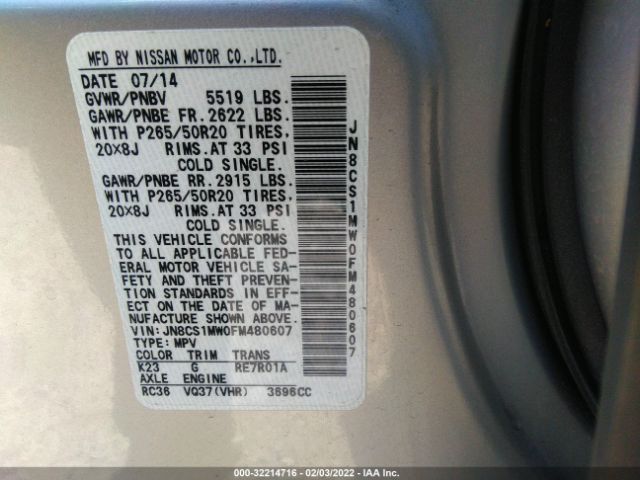 MFD BY NISSAN MOTOR CO.,LTD.
DATE 07/14
GVWR/PNBV 5519 LBS.
GAWR/PNBE FR.2622 LBS.
WITH P265/50R20 TIRES,
20X8J RIMS.AT 33 PSI
COLD SINGLE.
GAWR/PNBE RR.2915 LBS.
WITH P265/50R20 TIRES,
20X8J RIMS.AT 33 PSI
COLD SINGLE.
THIS VEHICLE CONFORMS
TO ALL APPLICABLE FED-
ERAL MOTOR VEHICLE SA-
FETY AND THEFT PREVEN-
TION STANDARDS IN EFF-
ECT ON THE DATE OF MA-
NUFACTURE SHOWN ABOVE.
VIN:JN8CS1MW0FM480607
TYPE:MPV
COLOR TRIM TRANS
K23 G RE7R01A
AXLE ENGINE
RC36 VQ37(VHR) 3696CC
JN8CS1MW0FM480607
000-32214716 - 02/03/2022 - IAA Inc.